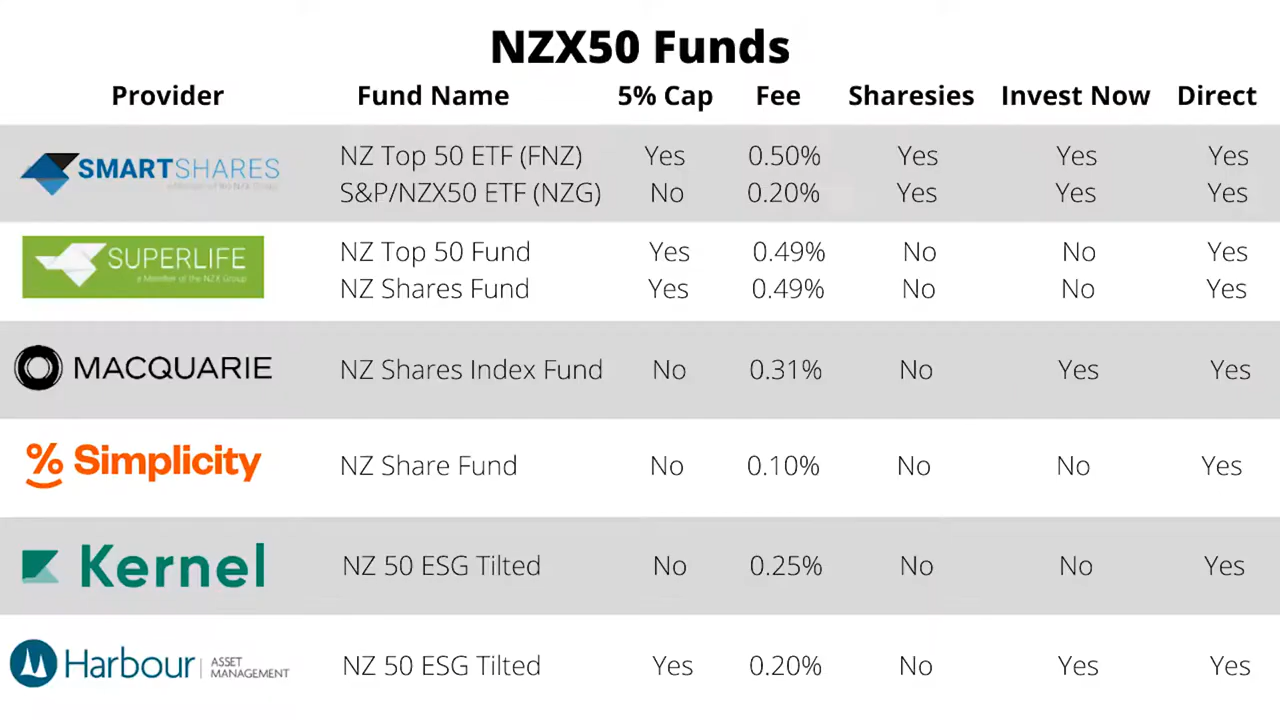 NZX50 Funds
Provider Fund Name 5% Cap Fee Sharesies Invest Now Direct
SMARTSHARES
NZ Top 50 ETF (FNZ) Yes 0.50% Yes Yes Yes
S&P/NZX50 ETF (NZG) No 0.20% Yes Yes Yes
SUPERLIFE
a Member of the NZX Group
NZ Top 50 Fund Yes 0.49% No No Yes
NZ Shares Fund Yes 0.49% No No Yes
MACQUARIE NZ Shares Index Fund No 0.31% No Yes Yes
% Simplicity NZ Share Fund No 0.10% No No Yes
Kernel NZ 50 ESG Tilted No 0.25% No No Yes
Harbour ASSET MANAGEMENT NZ 50 ESG Tilted Yes 0.20% No Yes Yes